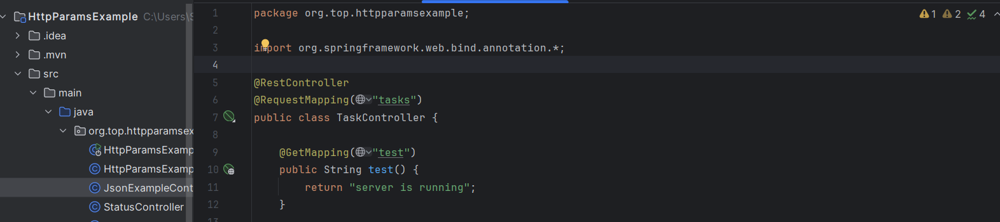 HttpParamsExample C:\Users\S
.idea
.mvn
src
main
java
org.top.httpparamsex
HttpParamsExamp
HttpParamsExamp
JsonExampleCont
StatusController
1 package org.top.httpparamsexample;
2
3 import org.springframework.web.bind.annotation.*;
4
5 @RestController
6 @RequestMapping("tasks")
7 public class TaskController {
8
9 @GetMapping("test")
10 public String test() {
11 return "server is running";
12 }
13
1 2 4